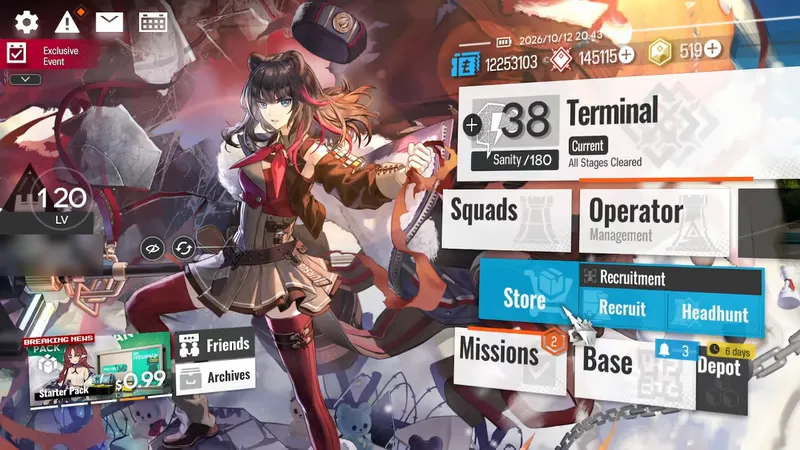 Exclusive
Event
2026/10/12 20:43
12253103
145115
519
38
Sanity /180
Terminal
Current
All Stages Cleared
120
LV
Squads
Operator
Management
Store
Recruitment
Recruit
Headhunt
Missions
2
Base
3
6 days
Depot
BREAKING NEWS
PACK
$0.99
Starter Pack
Friends
Archives